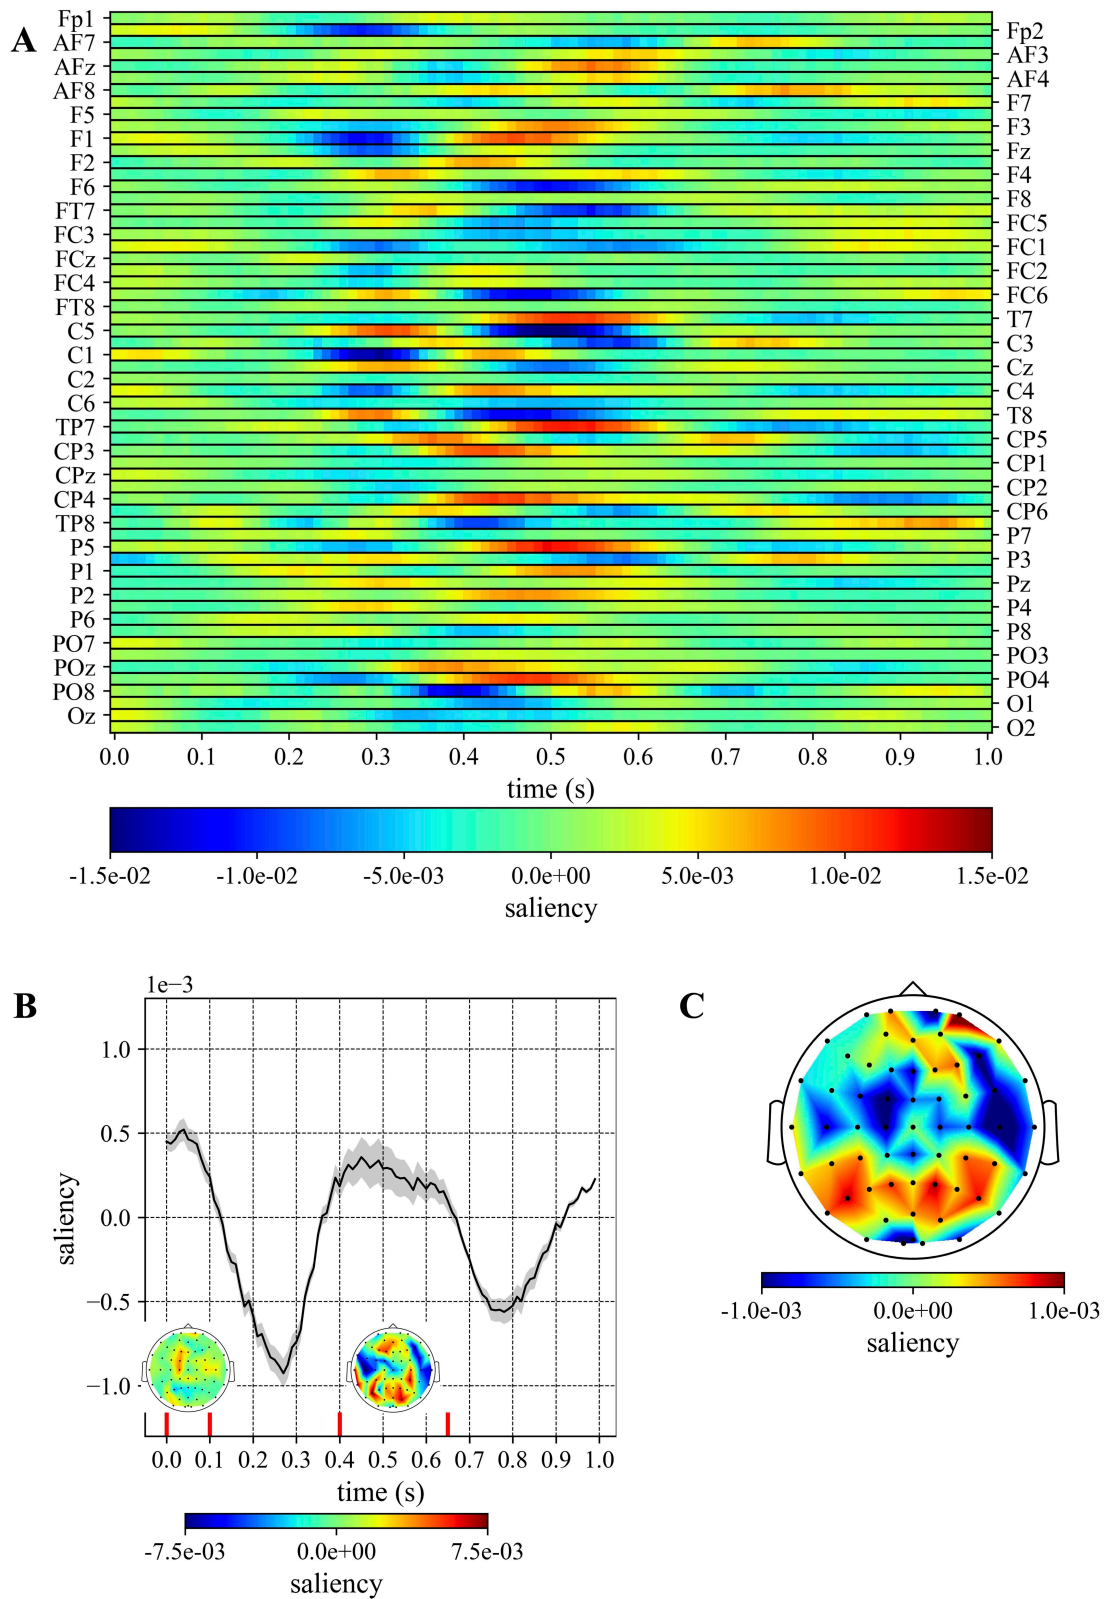 A
Fp1
Fp2
AF7
AF3
AFz
AF4
AF8
F7
F5
F3
F1
Fz
F2
F4
F6
F8
FT7
FC5
FC3
FC1
FCz
FC2
FC4
FC6
FT8
T7
C5
C3
C1
Cz
C2
C4
C6
T8
TP7
CP5
CP3
CP1
CPz
CP2
CP4
CP6
TP8
P7
P5
P3
P1
Pz
P2
P4
P6
P8
PO7
PO3
POz
PO4
PO8
O1
Oz
O2
0.0 0.1 0.2 0.3 0.4 0.5 0.6 0.7 0.8 0.9 1.0
time (s)
-1.5e-02 -1.0e-02 -5.0e-03 0.0e+00 5.0e-03 1.0e-02 1.5e-02
saliency
B
1e−3
1.0
0.5
0.0
−0.5
−1.0
saliency
0.0 0.1 0.2 0.3 0.4 0.5 0.6 0.7 0.8 0.9 1.0
time (s)
-7.5e-03 0.0e+00 7.5e-03
saliency
C
-1.0e-03 0.0e+00 1.0e-03
saliency